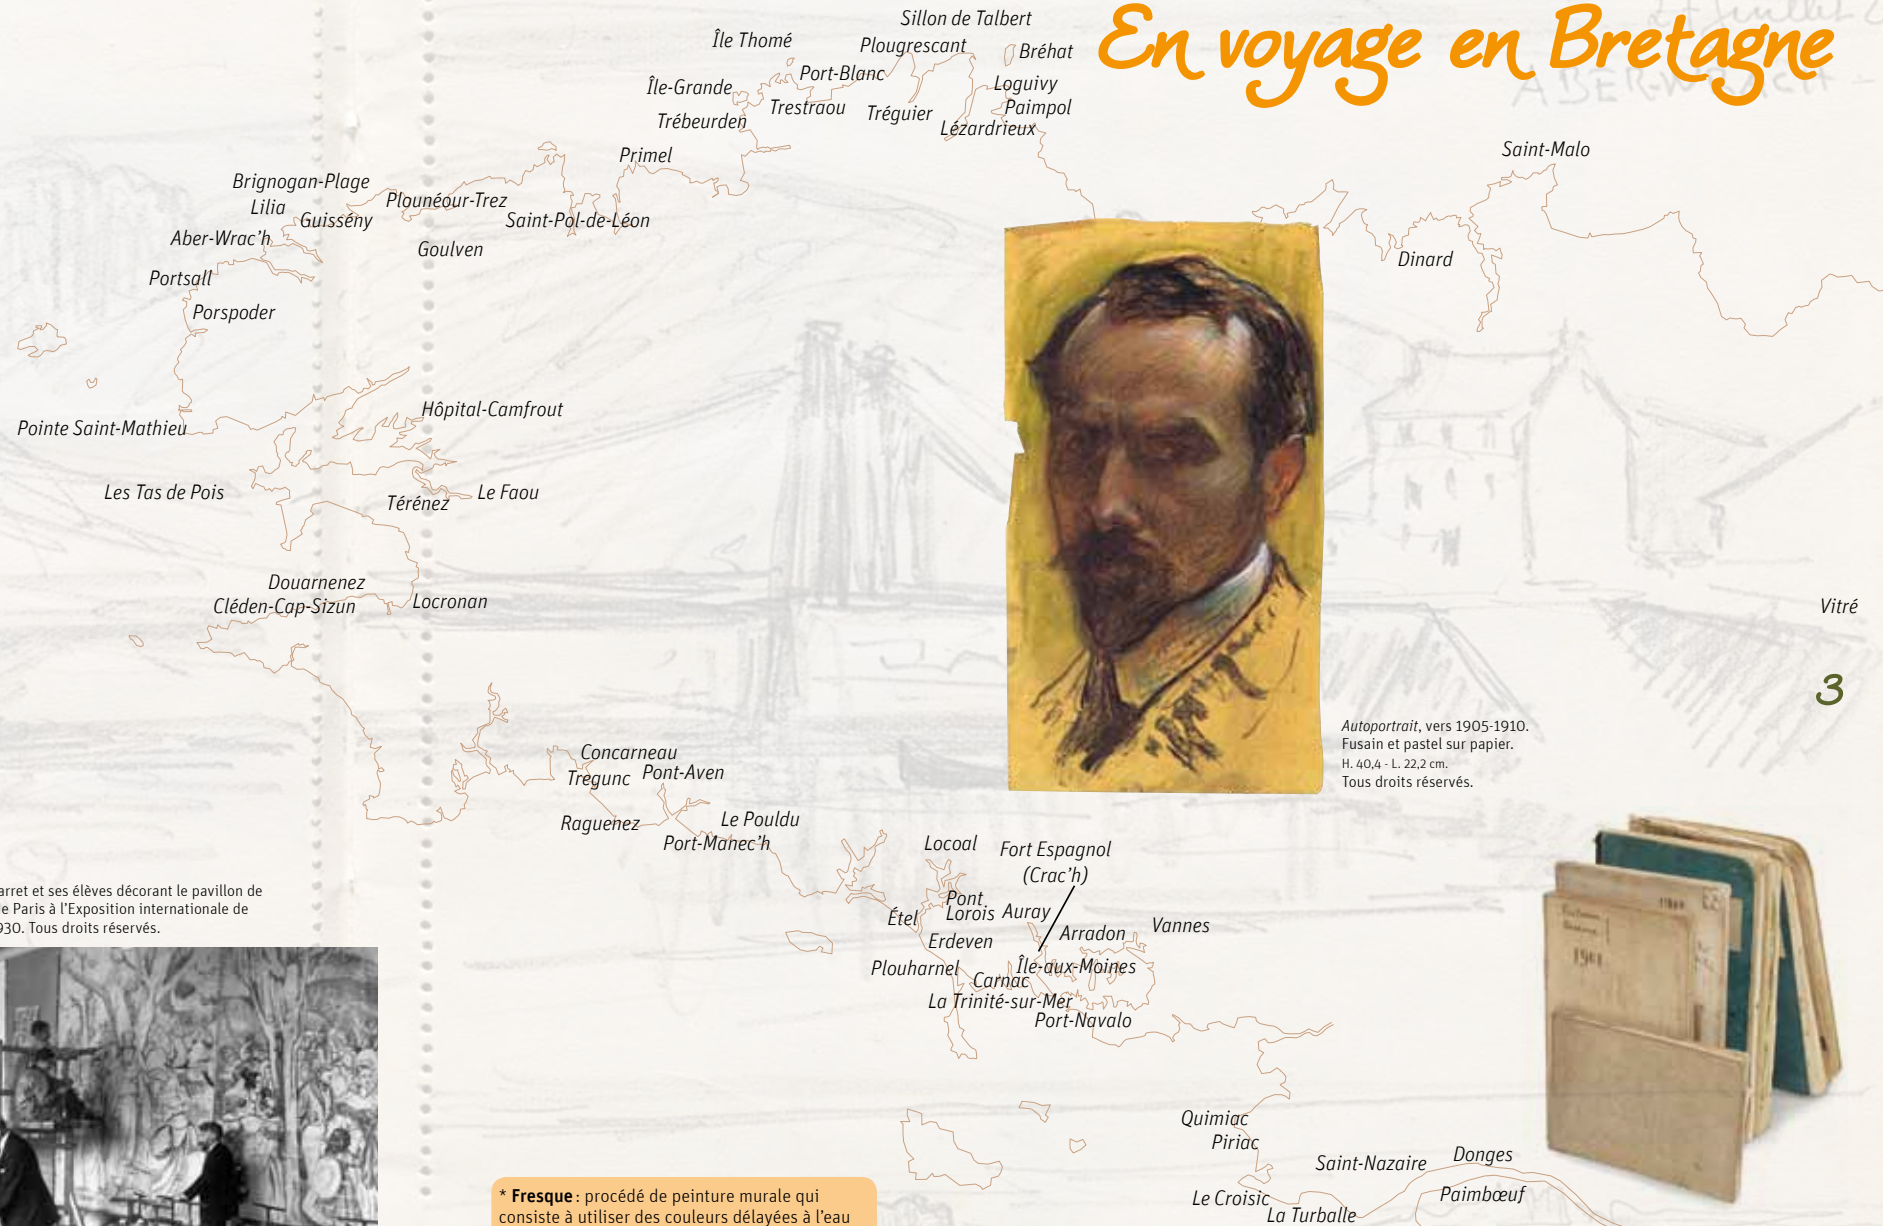 En voyage en Bretagne
Sillon de Talbert
Île Thomé
Plougrescant
Bréhat
Port-Blanc
Île-Grande
Loguivy
Trestraou
Tréguier
Paimpol
Trébeurden
Lézardrieux
Primel
Saint-Malo
Brignogan-Plage
Lilia
Plounéour-Trez
Guissény
Saint-Pol-de-Léon
Aber-Wrac’h
Goulven
Dinard
Portsall
Porspoder
Hôpital-Camfrout
Pointe Saint-Mathieu
Les Tas de Pois
Le Faou
Térénez
Douarnenez
Cléden-Cap-Sizun
Locronan
Vitré
3
Autoportrait, vers 1905-1910.
Fusain et pastel sur papier.
H. 40,4 - L. 22,2 cm.
Tous droits réservés.
Concarneau
Tregunc
Pont-Aven
Raguenez
Le Pouldu
Port-Manec’h
Locoal
Fort Espagnol
(Crac’h)
Pont
Lorois
Étel
Auray
Erdeven
Arradon
Vannes
Plouharnel
Île-aux-Moines
Carnac
La Trinité-sur-Mer
Port-Navalo
arret et ses élèves décorant le pavillon de
e Paris à l’Exposition internationale de
930. Tous droits réservés.
1901
Quimiac
Piriac
Saint-Nazaire
Donges
Le Croisic
Paimbœuf
La Turballe
* Fresque : procédé de peinture murale qui
consiste à utiliser des couleurs délayées à l’eau